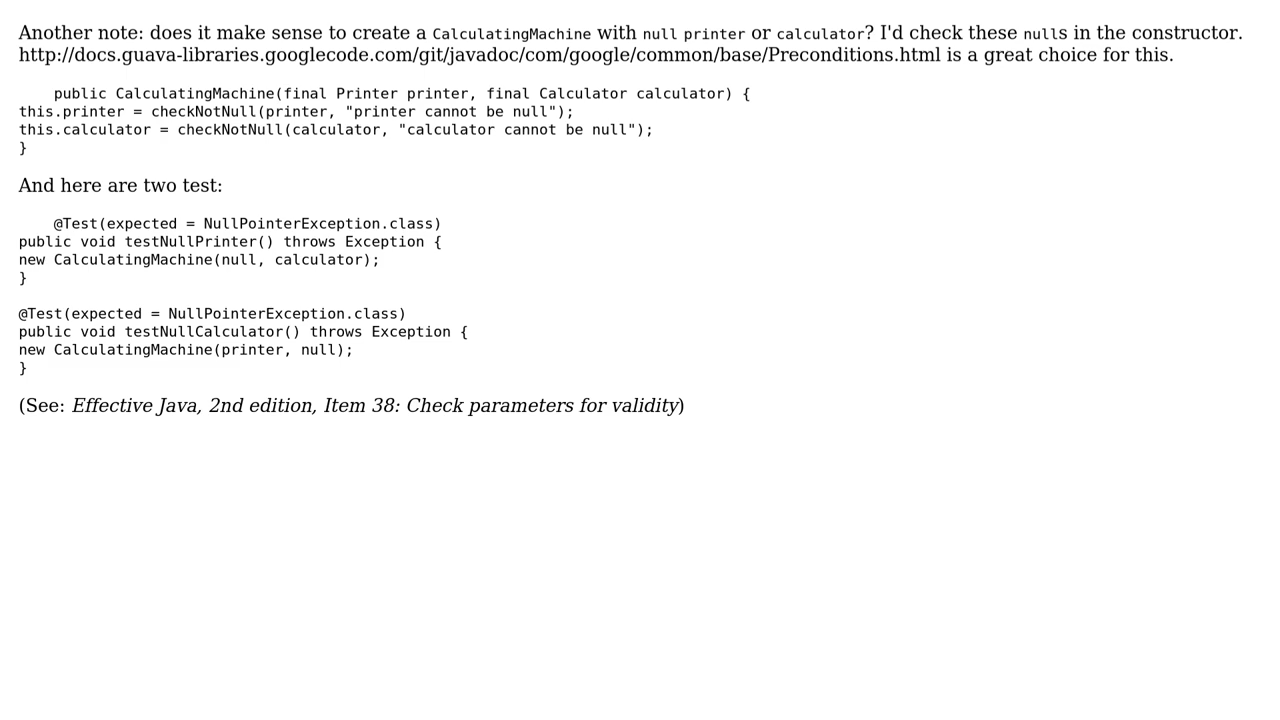 Another note: does it make sense to create a CalculatingMachine with null printer or calculator? I'd check these nulls in the constructor.
http://docs.guava-libraries.googlecode.com/git/javadoc/com/google/common/base/Preconditions.html is a great choice for this.
    public CalculatingMachine(final Printer printer, final Calculator calculator) {
this.printer = checkNotNull(printer, "printer cannot be null");
this.calculator = checkNotNull(calculator, "calculator cannot be null");
}
And here are two test:
    @Test(expected = NullPointerException.class)
public void testNullPrinter() throws Exception {
new CalculatingMachine(null, calculator);
}
@Test(expected = NullPointerException.class)
public void testNullCalculator() throws Exception {
new CalculatingMachine(printer, null);
}
(See: Effective Java, 2nd edition, Item 38: Check parameters for validity)